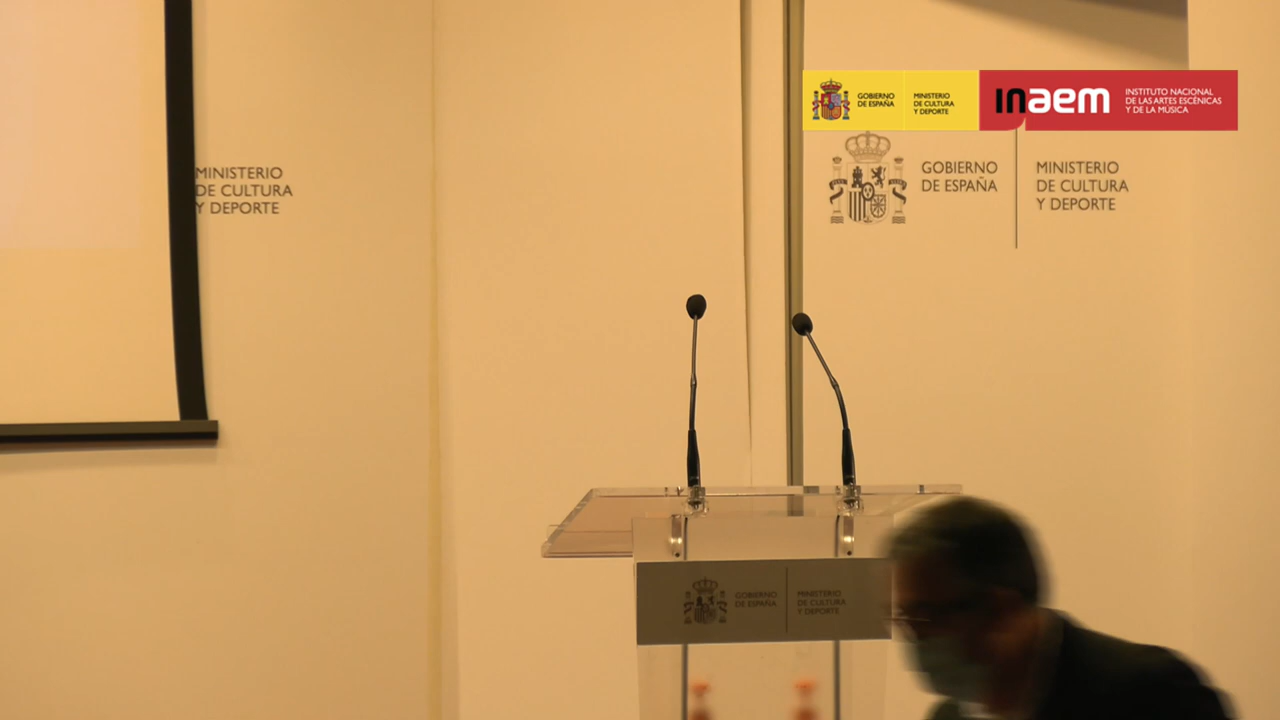 GOBIERNO
DE ESPAÑA
MINISTERIO
DE CULTURA
Y DEPORTE
inaem
INSTITUTO NACIONAL
DE LAS ARTES ESCÉNICAS
Y DE LA MÚSICA
MINISTERIO
DE CULTURA
Y DEPORTE
GOBIERNO
DE ESPAÑA
MINISTERIO
DE CULTURA
Y DEPORTE
GOBIERNO
DE ESPAÑA
MINISTERIO
DE CULTURA
Y DEPORTE